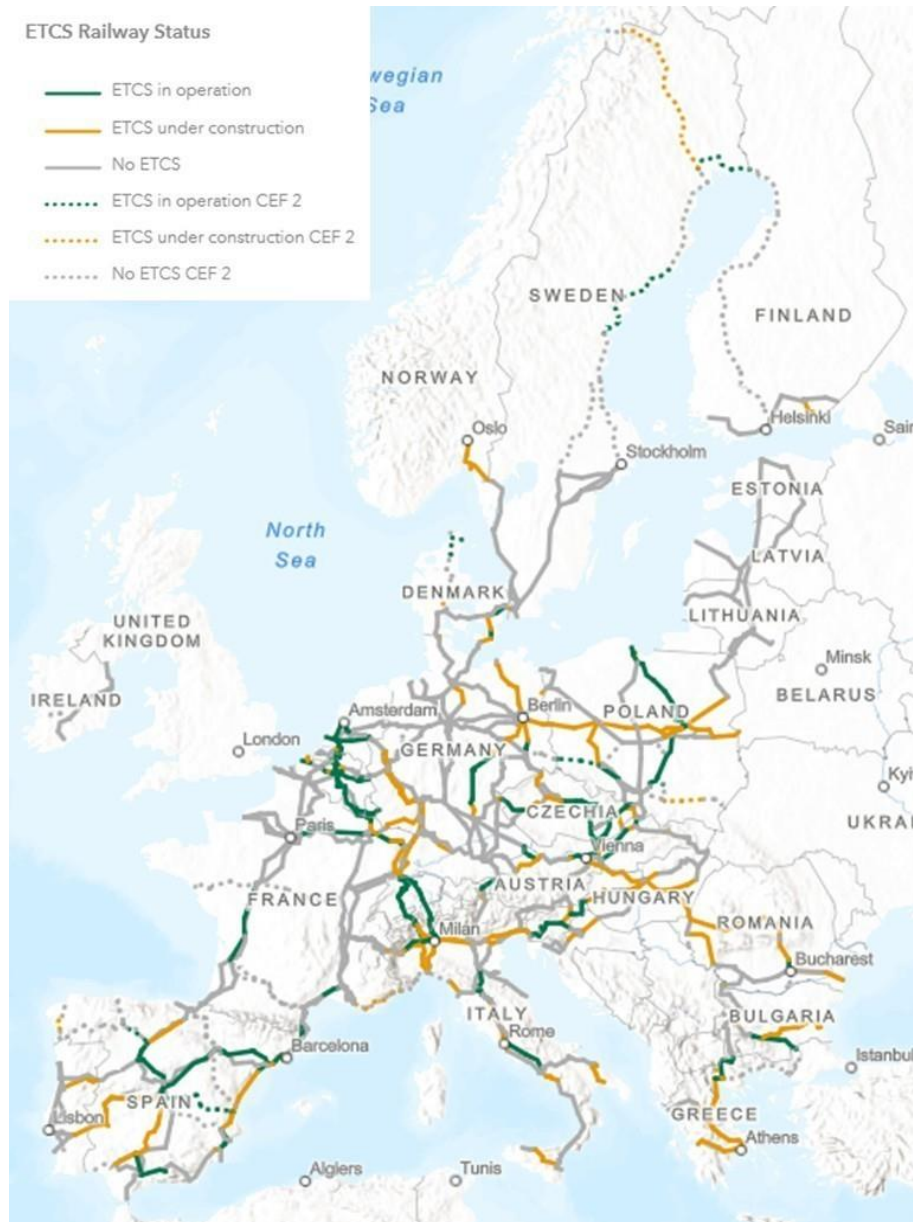 ETCS Railway Status
ETCS in operation
ETCS under construction
No ETCS
ETCS in operation CEF 2
ETCS under construction CEF 2
No ETCS CEF 2
wegian
Sea
SWEDEN
FINLAND
NORWAY
Oslo
Helsinki
Sain
Stockholm
ESTONIA
North
Sea
LATVIA
DENMARK
LITHUANIA
UNITED
KINGDOM
Minsk
IRELAND
BELARUS
Amsterdam
Berlin
POLAND
London
GERMANY
Kyi
CZECHIA
UKRA
Paris
Vienna
AUSTRIA
FRANCE
HUNGARY
ROMANIA
Milan
Bucharest
ITALY
BULGARIA
Rome
Barcelona
Istanbul
SPAIN
Lisbon
GREECE
Athens
Algiers
Tunis